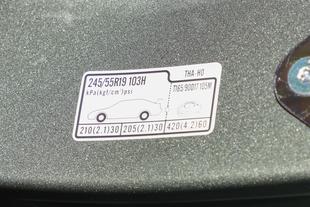 245/55R19 103H
THA-H0
kPa(kgf/cm²)psi
T165/90D17 105M
210(2.1)30 205(2.1)30 420(4.2)60